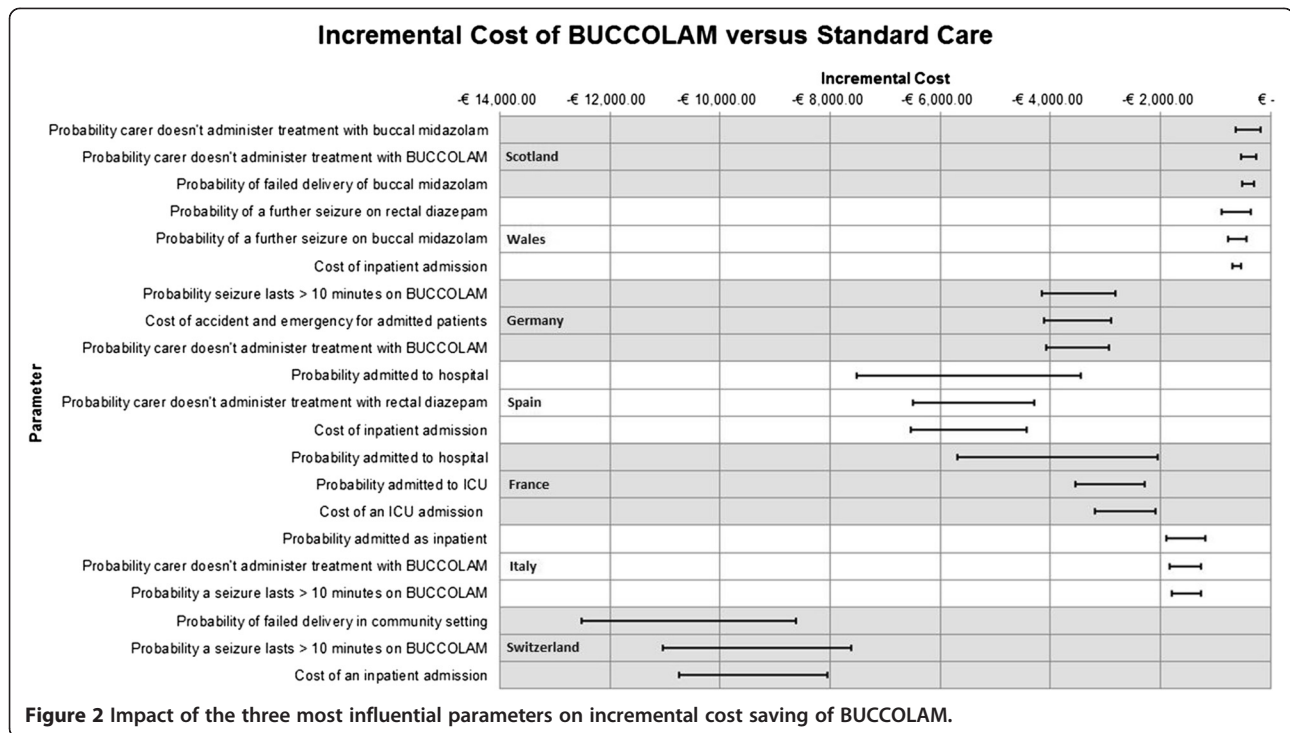 Incremental Cost of BUCCOLAM versus Standard Care
Incremental Cost
-€ 14,000.00 -€ 12,000.00 -€ 10,000.00 -€ 8,000.00 -€ 6,000.00 -€ 4,000.00 -€ 2,000.00 € -
Parameter
Probability carer doesn't administer treatment with buccal midazolam
Probability carer doesn't administer treatment with BUCCOLAM Scotland
Probability of failed delivery of buccal midazolam
Probability of a further seizure on rectal diazepam
Probability of a further seizure on buccal midazolam Wales
Cost of inpatient admission
Probability seizure lasts > 10 minutes on BUCCOLAM
Cost of accident and emergency for admitted patients Germany
Probability carer doesn't administer treatment with BUCCOLAM
Probability admitted to hospital
Probability carer doesn't administer treatment with rectal diazepam Spain
Cost of inpatient admission
Probability admitted to hospital
Probability admitted to ICU France
Cost of an ICU admission
Probability admitted as inpatient
Probability carer doesn't administer treatment with BUCCOLAM Italy
Probability a seizure lasts > 10 minutes on BUCCOLAM
Probability of failed delivery in community setting
Probability a seizure lasts > 10 minutes on BUCCOLAM Switzerland
Cost of an inpatient admission
Figure 2 Impact of the three most influential parameters on incremental cost saving of BUCCOLAM.